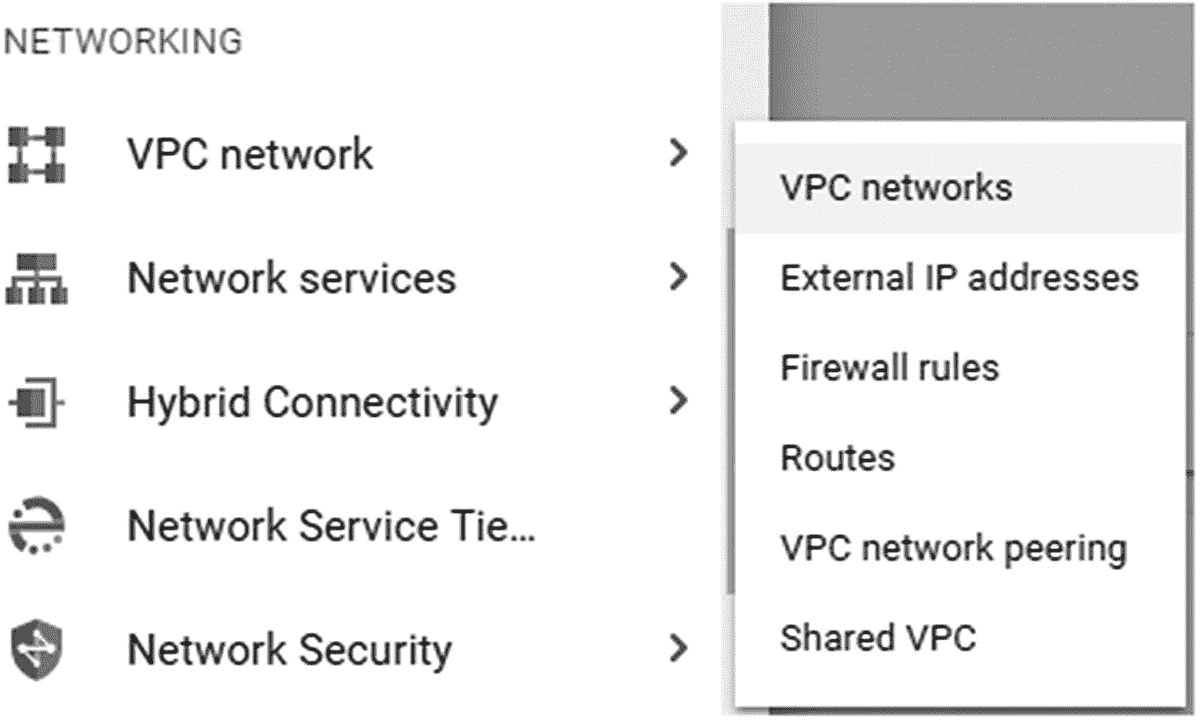 NETWORKING
VPC network
Network services
Hybrid Connectivity
Network Service Tie...
Network Security
VPC networks
External IP addresses
Firewall rules
Routes
VPC network peering
Shared VPC